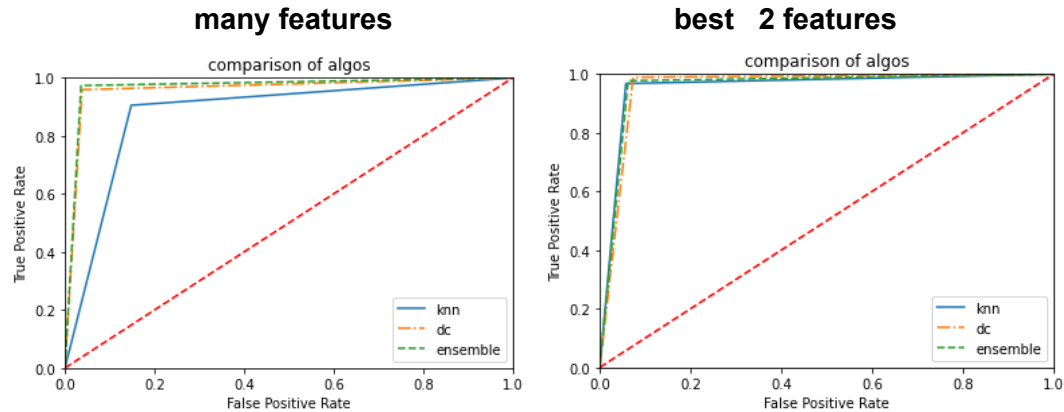 many features
comparison of algos
1.0
0.8
0.6
0.4
0.2
0.0
True Positive Rate
knn
dc
ensemble
0.0 0.2 0.4 0.6 0.8 1.0
False Positive Rate
best 2 features
comparison of algos
1.0
0.8
0.6
0.4
0.2
0.0
True Positive Rate
knn
dc
ensemble
0.0 0.2 0.4 0.6 0.8 1.0
False Positive Rate